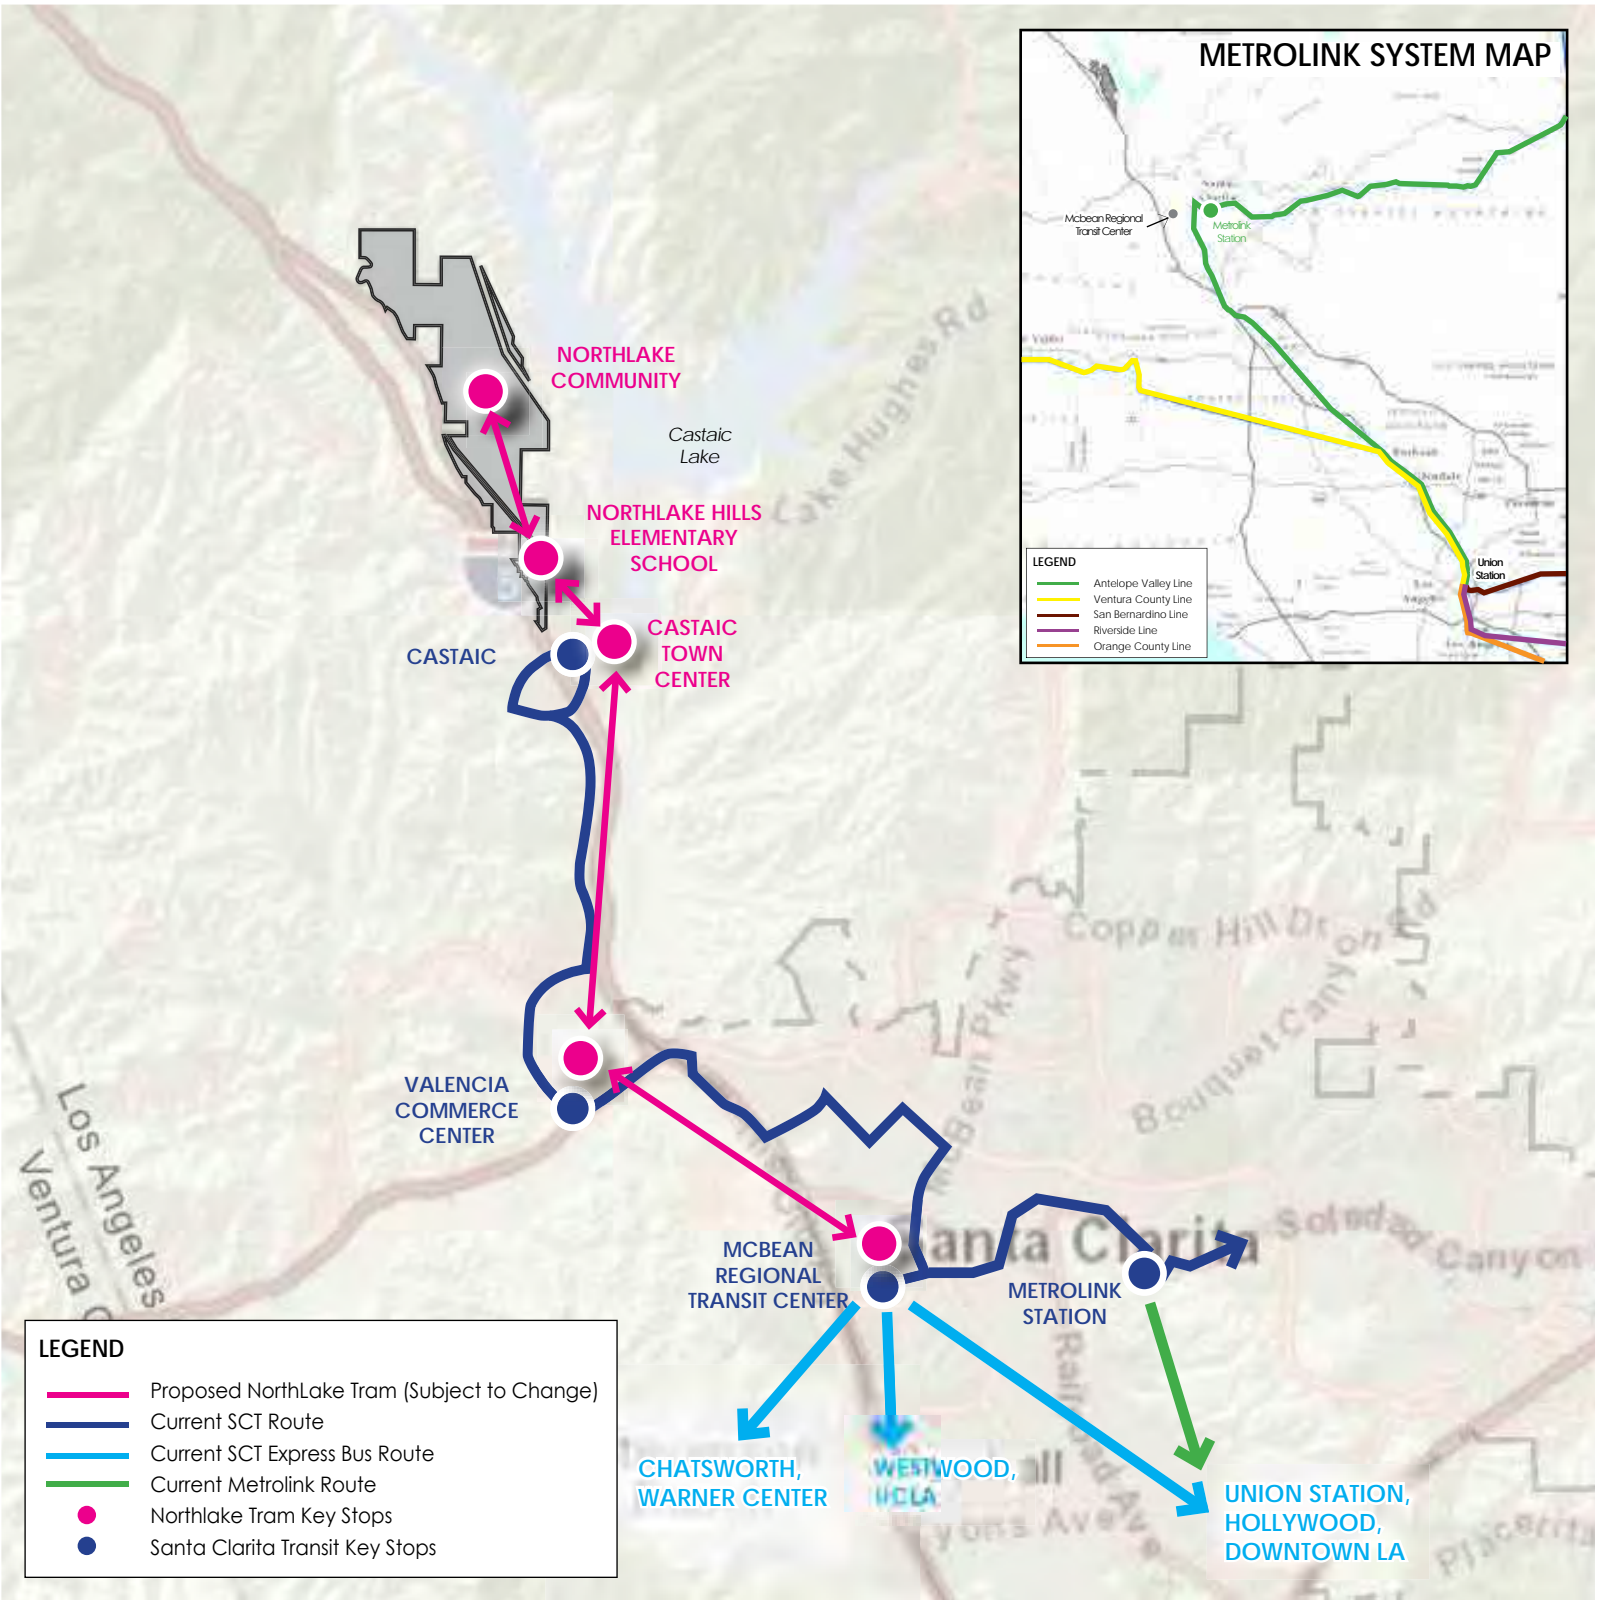 METROLINK SYSTEM MAP
Mcbean Regional
Transit Center
Metrolink
Station
Union
Station
LEGEND
Antelope Valley Line
Ventura County Line
San Bernardino Line
Riverside Line
Orange County Line
NORTHLAKE
COMMUNITY
Castaic
Lake
Lake Hughes Rd
NORTHLAKE HILLS
ELEMENTARY
SCHOOL
CASTAIC
TOWN
CENTER
CASTAIC
Copper Hill Dr
Bouquet Canyon Rd
McBean Pkwy
VALENCIA
COMMERCE
CENTER
Los Angeles
Ventura
MCBEAN
REGIONAL
TRANSIT CENTER
Santa Clarita
Soledad Canyon
METROLINK
STATION
Railroad Ave
CHATSWORTH,
WARNER CENTER
WESTWOOD,
UCLA
UNION STATION,
HOLLYWOOD,
DOWNTOWN LA
Placerita
LEGEND
Proposed NorthLake Tram (Subject to Change)
Current SCT Route
Current SCT Express Bus Route
Current Metrolink Route
Northlake Tram Key Stops
Santa Clarita Transit Key Stops